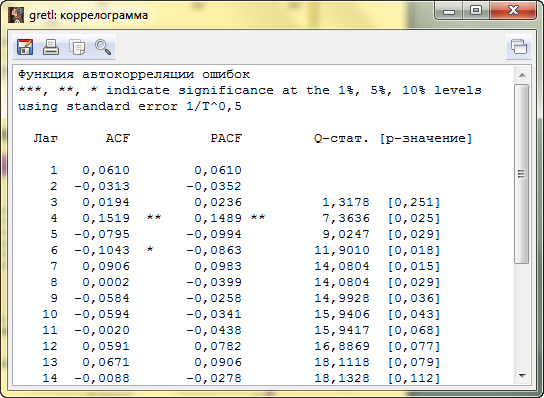 gretl: коррелограмма
Функция автокорреляции ошибок
***, **, * indicate significance at the 1%, 5%, 10% levels
using standard error 1/T^0,5
Лаг ACF PACF Q-стат. [p-значение]
1 0,0610 0,0610
2 -0,0313 -0,0352
3 0,0194 0,0236 1,3178 [0,251]
4 0,1519 ** 0,1489 ** 7,3636 [0,025]
5 -0,0795 -0,0994 9,0247 [0,029]
6 -0,1043 * -0,0863 11,9010 [0,018]
7 0,0906 0,0983 14,0804 [0,015]
8 0,0002 -0,0399 14,0804 [0,029]
9 -0,0584 -0,0258 14,9928 [0,036]
10 -0,0594 -0,0341 15,9406 [0,043]
11 -0,0020 -0,0438 15,9417 [0,068]
12 0,0591 0,0782 16,8869 [0,077]
13 0,0671 0,0906 18,1118 [0,079]
14 -0,0088 -0,0278 18,1328 [0,112]